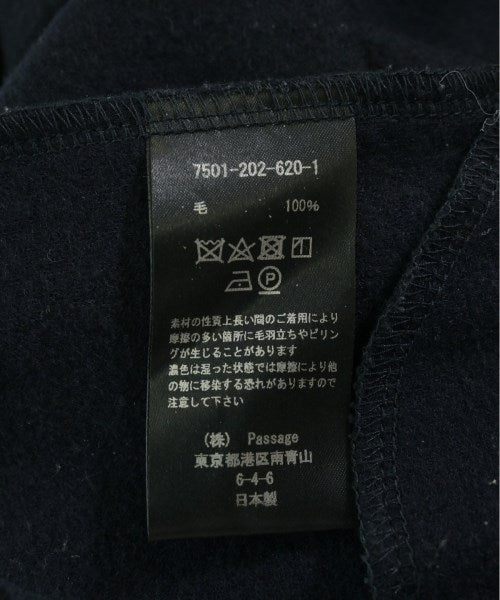 7501-202-620-1
毛 100%
P
素材の性質上長い間のご着用により
摩擦の多い箇所に毛羽立ちやピリン
グが生じることがあります
濃色は湿った状態では摩擦により他
の物に移染する恐れがありますので
注意して下さい
(株) Passage
東京都港区南青山
6-4-6
日本製